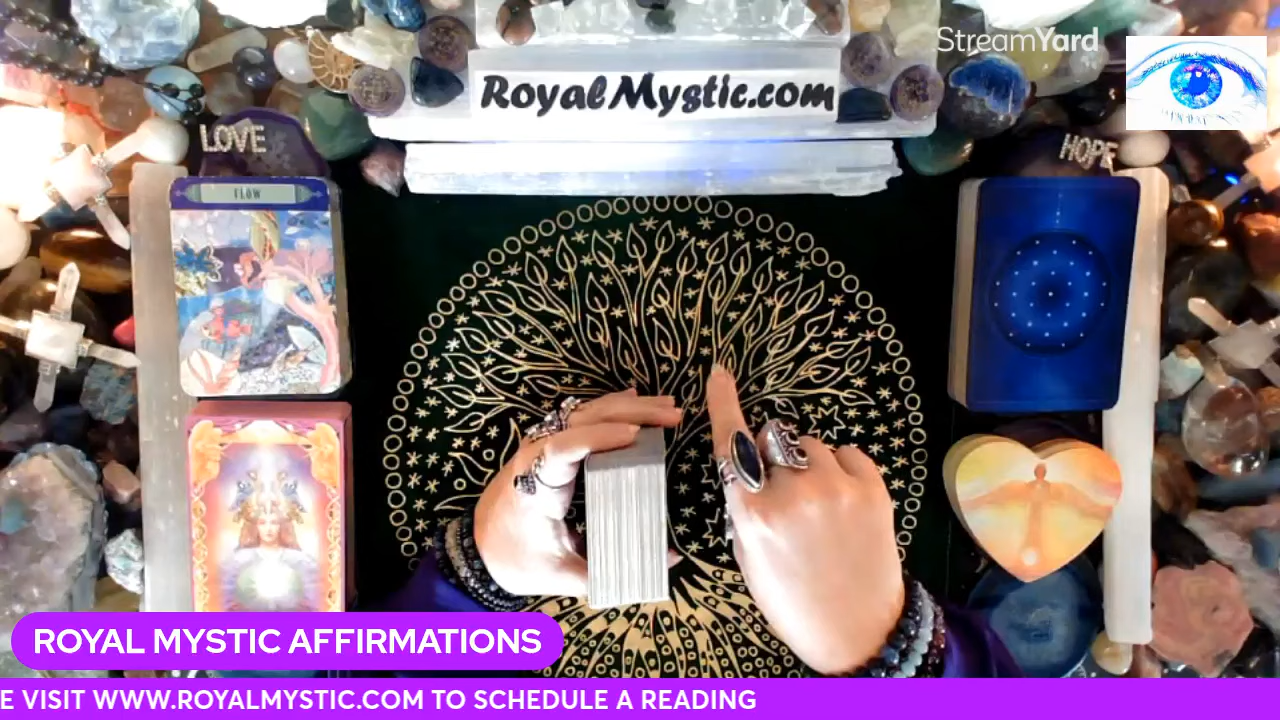 StreamYard
RoyalMystic.com
LOVE
HOPE
FLOW
ROYAL MYSTIC AFFIRMATIONS
E VISIT WWW.ROYALMYSTIC.COM TO SCHEDULE A READING